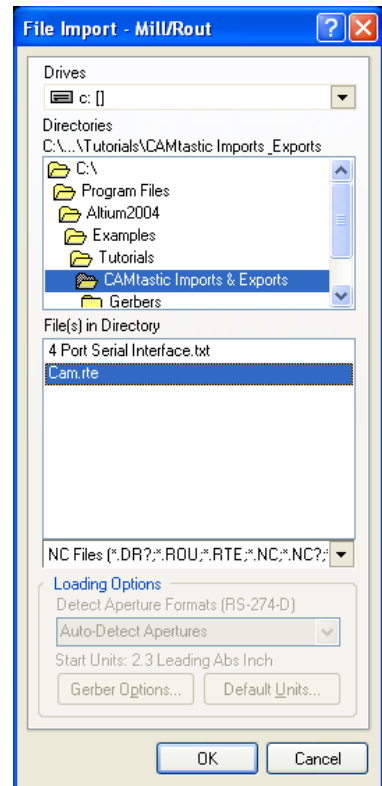 File Import - Mill/Rout
Drives
c: []
Directories
C:\...\Tutorials\CAMtastic Imports _Exports
C:\
Program Files
Altium2004
Examples
Tutorials
CAMtastic Imports & Exports
Gerbers
File(s) in Directory
4 Port Serial Interface.txt
Cam.rte
NC Files (*.DR?;*.ROU;*.RTE;*.NC;*.NC?;*
Loading Options
Detect Aperture Formats (RS-274-D)
Auto-Detect Apertures
Start Units: 2.3 Leading Abs Inch
Gerber Options... Default Units...
OK Cancel